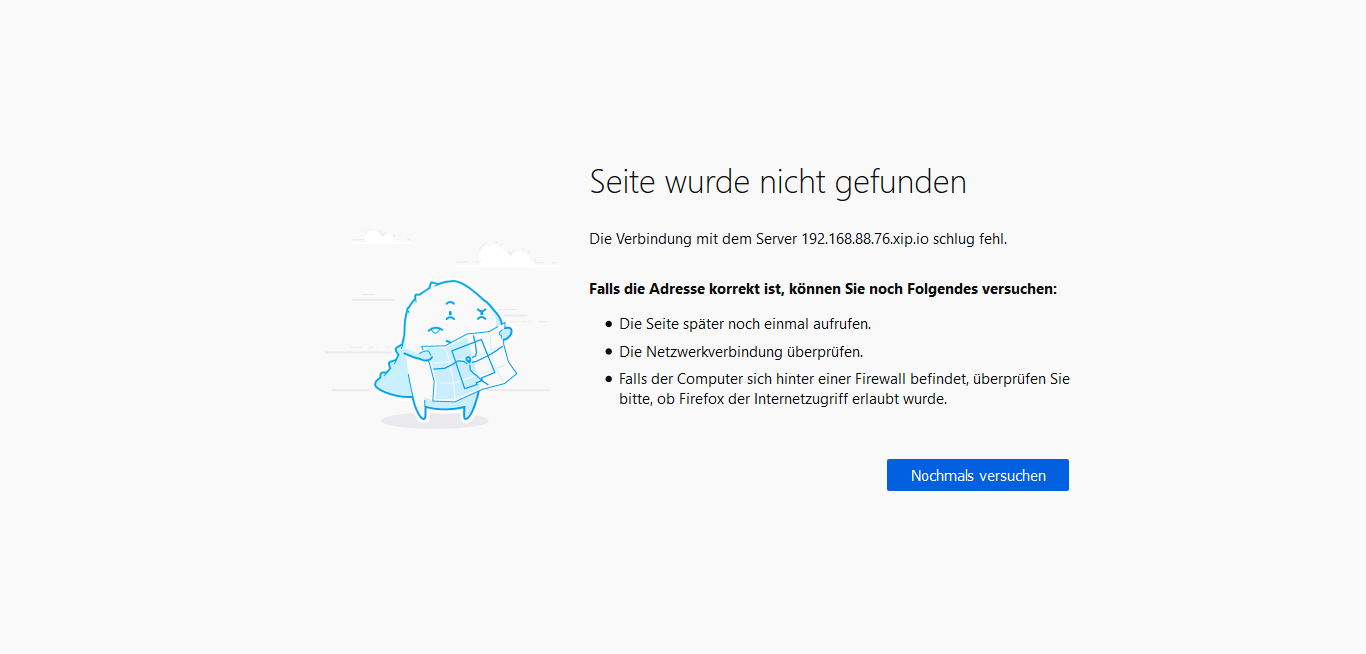 Seite wurde nicht gefunden
Die Verbindung mit dem Server 192.168.88.76.xip.io schlug fehl.
Falls die Adresse korrekt ist, können Sie noch Folgendes versuchen:
Die Seite später noch einmal aufrufen.
Die Netzwerkverbindung überprüfen.
Falls der Computer sich hinter einer Firewall befindet, überprüfen Sie
bitte, ob Firefox der Internetzugriff erlaubt wurde.
Nochmals versuchen